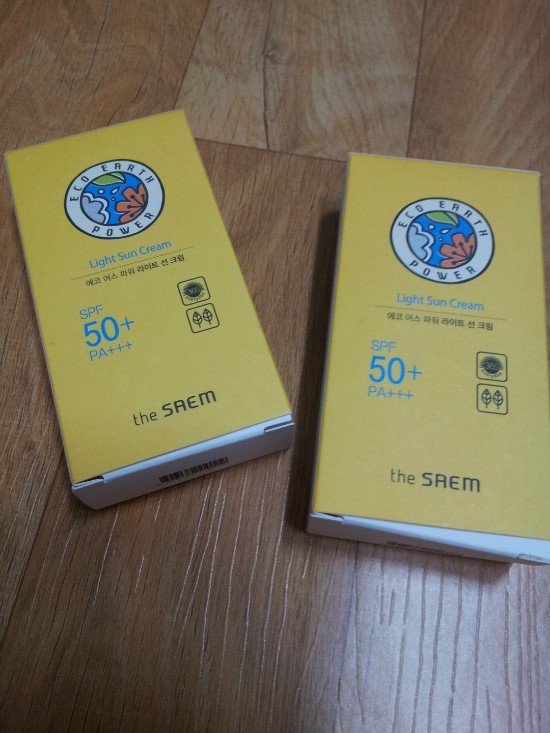 ECO EARTH
POWER
Light Sun Cream
에코 어스 파워 라이트 선 크림
SPF
50+
PA+++
the SAEM
ECO EARTH
POWER
Light Sun Cream
에코 어스 파워 라이트 선 크림
SPF
50+
PA+++
the SAEM